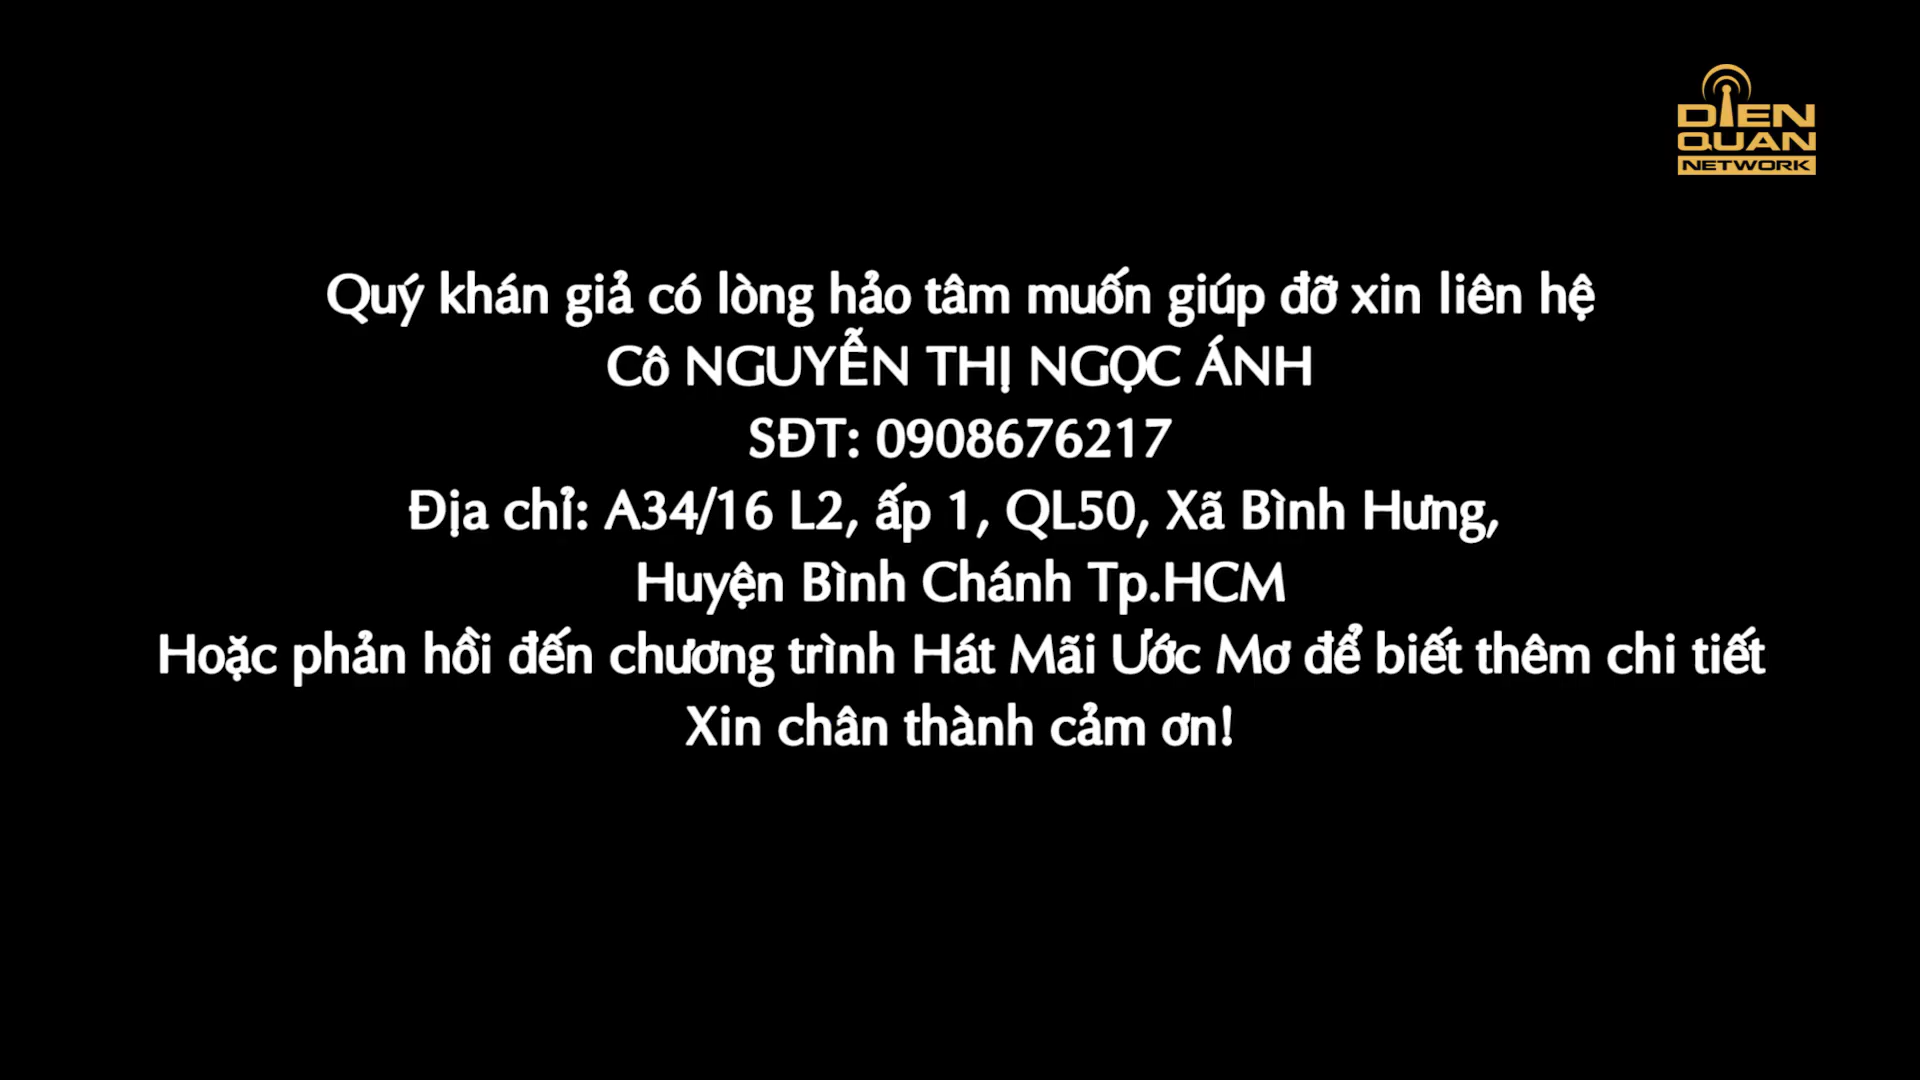 DIEN
QUAN
NETWORK
Quý khán giả có lòng hảo tâm muốn giúp đỡ xin liên hệ
Cô NGUYỄN THỊ NGỌC ÁNH
SĐT: 0908676217
Địa chỉ: A34/16 L2, ấp 1, QL50, Xã Bình Hưng,
Huyện Bình Chánh Tp.HCM
Hoặc phản hồi đến chương trình Hát Mãi Ước Mơ để biết thêm chi tiết
Xin chân thành cảm ơn!